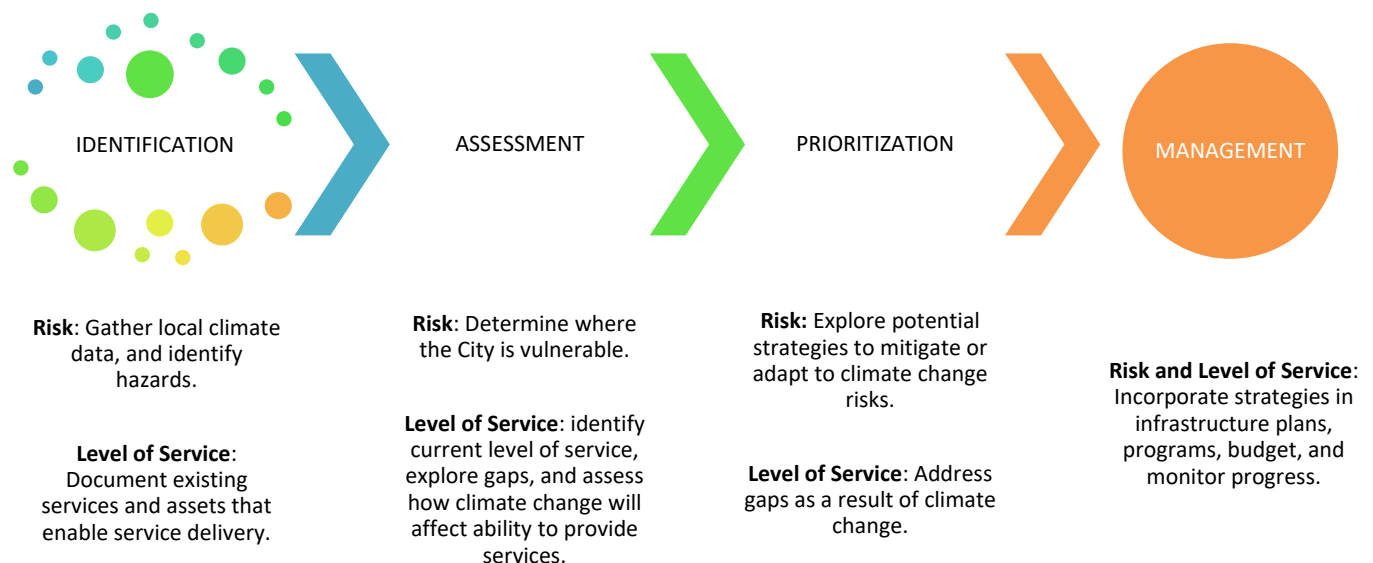 IDENTIFICATION
ASSESSMENT
PRIORITIZATION
MANAGEMENT
Risk: Gather local climate
data, and identify
hazards.
Level of Service:
Document existing
services and assets that
enable service delivery.
Risk: Determine where
the City is vulnerable.
Level of Service: identify
current level of service,
explore gaps, and assess
how climate change will
affect ability to provide
services.
Risk: Explore potential
strategies to mitigate or
adapt to climate change
risks.
Level of Service: Address
gaps as a result of climate
change.
Risk and Level of Service:
Incorporate strategies in
infrastructure plans,
programs, budget, and
monitor progress.